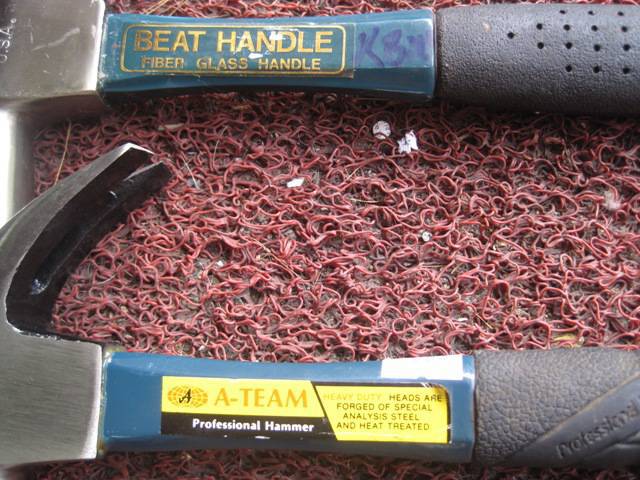 U.S.A.
BEAT HANDLE
FIBER GLASS HANDLE
A
A-TEAM
Professional Hammer
HEAVY DUTY: HEADS ARE
FORGED OF SPECIAL
ANALYSIS STEEL
AND HEAT TREATED